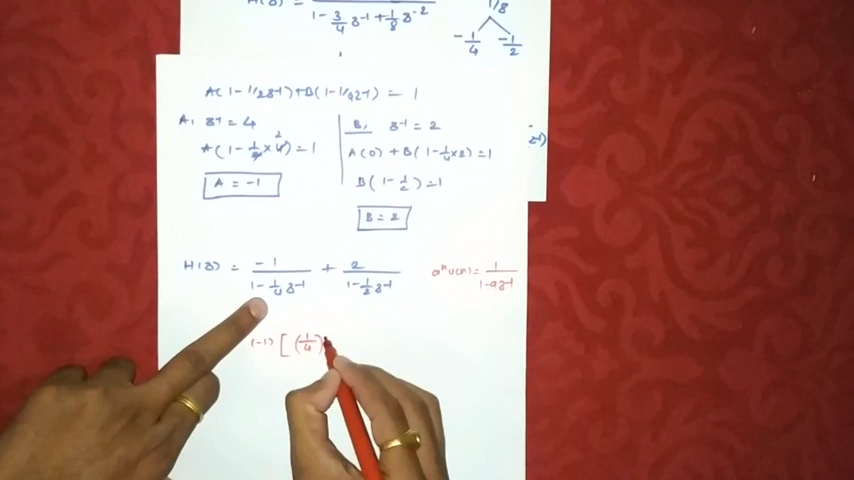 H(z) =
1 - 3/4 z-1 + 1/8 z-2
1/8
-1/4 -1/2
A(1 - 1/2 z-1) + B(1 - 1/4 z-1) = 1
A, z-1 = 4
A(1 - 1/2 × 4) = 1
2
A = -1
B, z-1 = 2
A(0) + B(1 - 1/4 × 2) = 1
B(1 - 1/2) = 1
B = 2
z-1)
H(z) = -1/(1 - 1/4 z-1) + 2/(1 - 1/2 z-1)
a^n u(n) = 1/(1 - az-1)
(-1) [ (1/4)